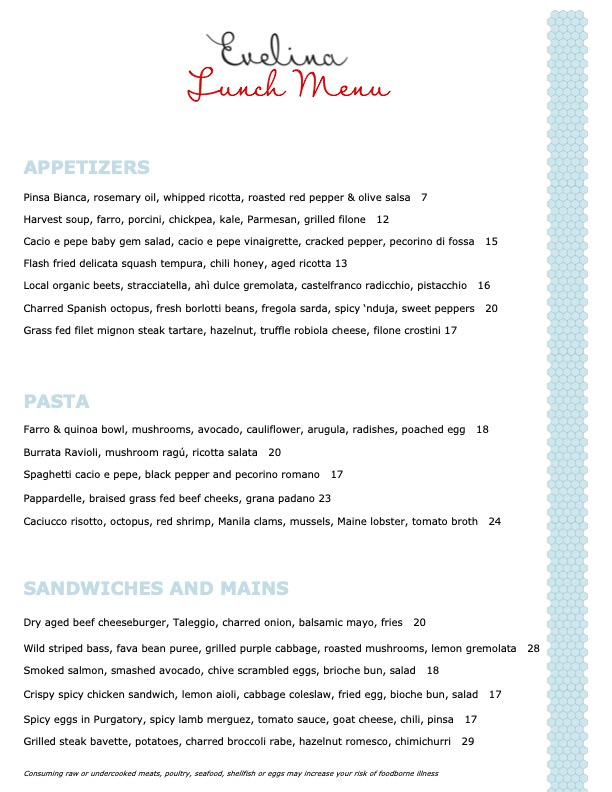 Evelina
Lunch Menu
APPETIZERS
Pinsa Bianca, rosemary oil, whipped ricotta, roasted red pepper & olive salsa 7
Harvest soup, farro, porcini, chickpea, kale, Parmesan, grilled filone 12
Cacio e pepe baby gem salad, cacio e pepe vinaigrette, cracked pepper, pecorino di fossa 15
Flash fried delicata squash tempura, chili honey, aged ricotta 13
Local organic beets, stracciatella, ahì dulce gremolata, castelfranco radicchio, pistacchio 16
Charred Spanish octopus, fresh borlotti beans, fregola sarda, spicy ‘nduja, sweet peppers 20
Grass fed filet mignon steak tartare, hazelnut, truffle robiola cheese, filone crostini 17
PASTA
Farro & quinoa bowl, mushrooms, avocado, cauliflower, arugula, radishes, poached egg 18
Burrata Ravioli, mushroom ragú, ricotta salata 20
Spaghetti cacio e pepe, black pepper and pecorino romano 17
Pappardelle, braised grass fed beef cheeks, grana padano 23
Caciucco risotto, octopus, red shrimp, Manila clams, mussels, Maine lobster, tomato broth 24
SANDWICHES AND MAINS
Dry aged beef cheeseburger, Taleggio, charred onion, balsamic mayo, fries 20
Wild striped bass, fava bean puree, grilled purple cabbage, roasted mushrooms, lemon gremolata 28
Smoked salmon, smashed avocado, chive scrambled eggs, brioche bun, salad 18
Crispy spicy chicken sandwich, lemon aioli, cabbage coleslaw, fried egg, bioche bun, salad 17
Spicy eggs in Purgatory, spicy lamb merguez, tomato sauce, goat cheese, chili, pinsa 17
Grilled steak bavette, potatoes, charred broccoli rabe, hazelnut romesco, chimichurri 29
Consuming raw or undercooked meats, poultry, seafood, shellfish or eggs may increase your risk of foodborne illness